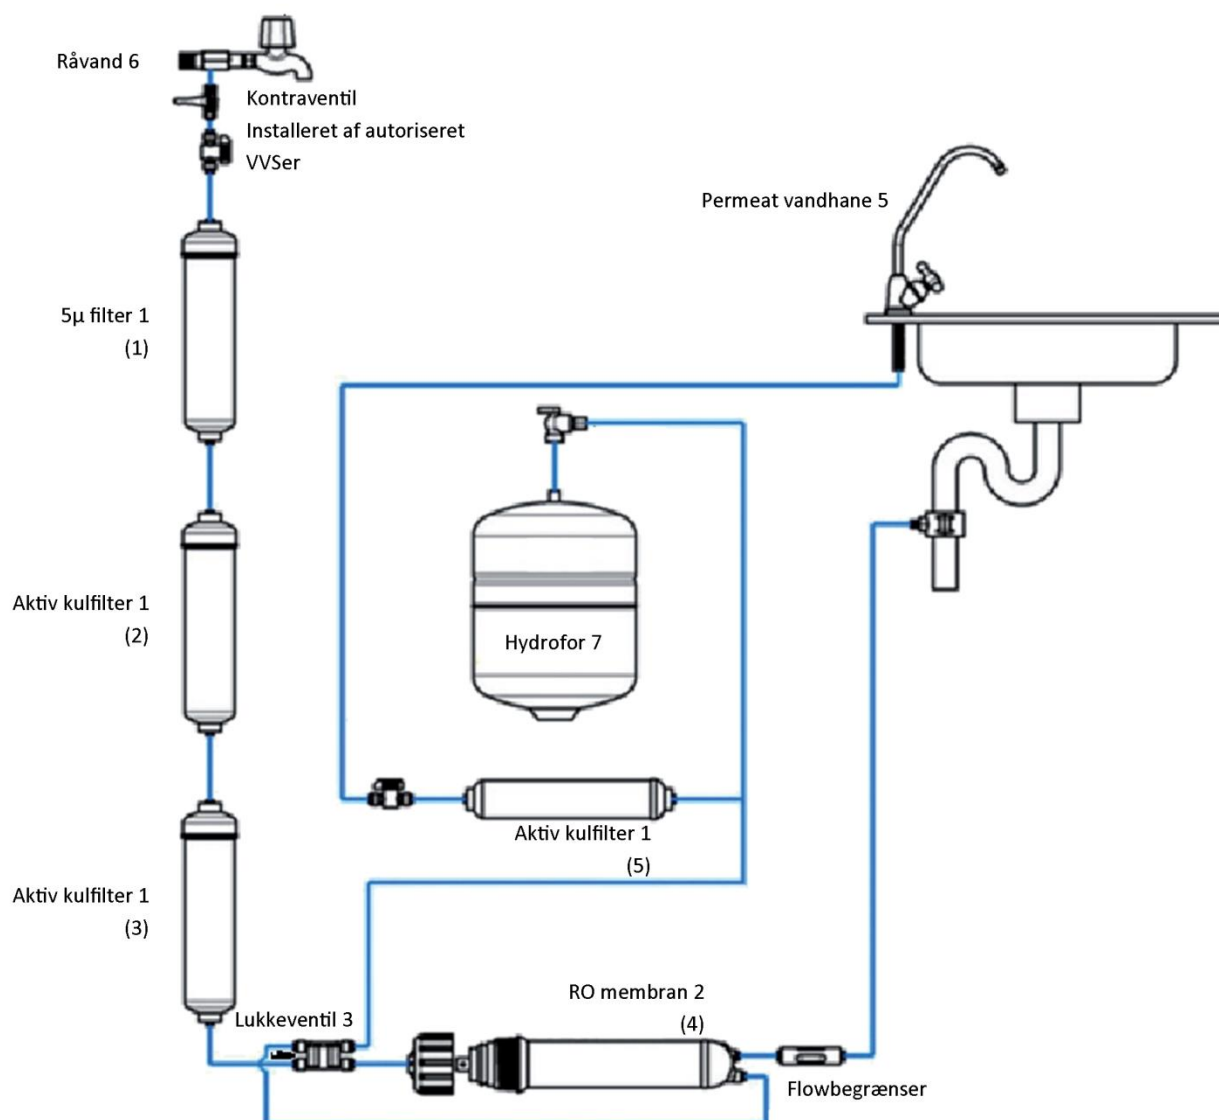 Råvand 6
Kontraventil
Installeret af autoriseret
VVSer
Permeat vandhane 5
5µ filter 1
(1)
Aktiv kulfilter 1
(2)
Hydrofor 7
Aktiv kulfilter 1
(5)
Aktiv kulfilter 1
(3)
RO membran 2
(4)
Lukkeventil 3
Flowbegrænser